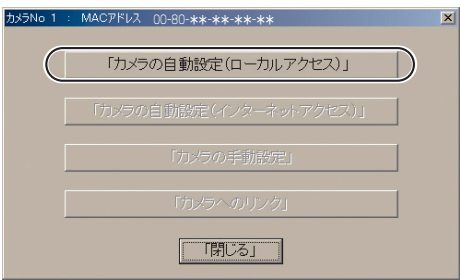 カメラNo 1 : MACアドレス 00-80-**-**-**-**
「カメラの自動設定(ローカルアクセス)」
「カメラの自動設定(インターネットアクセス)」
「カメラの手動設定」
「カメラへのリンク」
「閉じる」